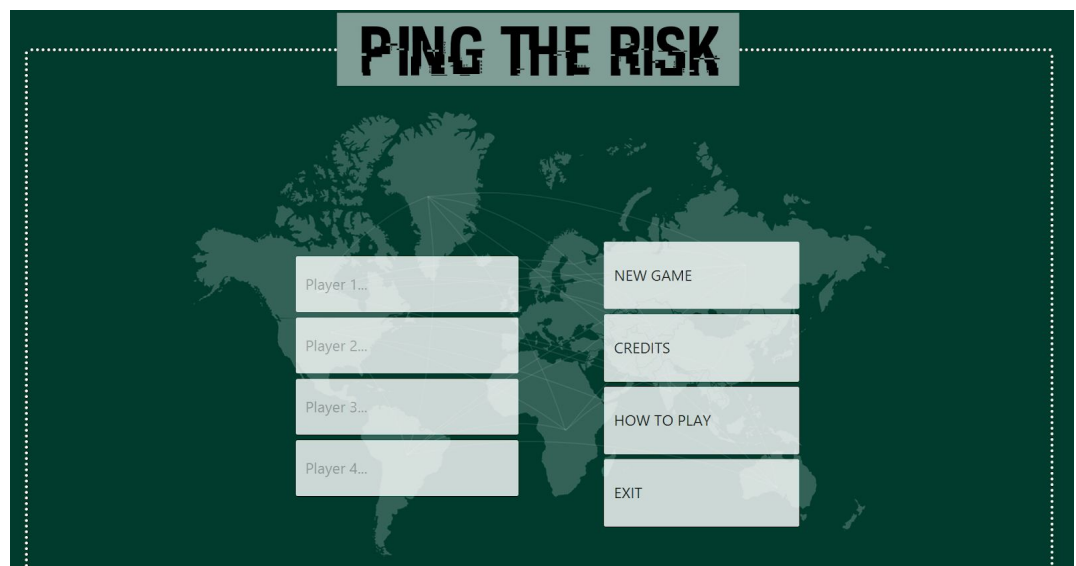 PING THE RISK
Player 1...
Player 2...
Player 3...
Player 4...
NEW GAME
CREDITS
HOW TO PLAY
EXIT